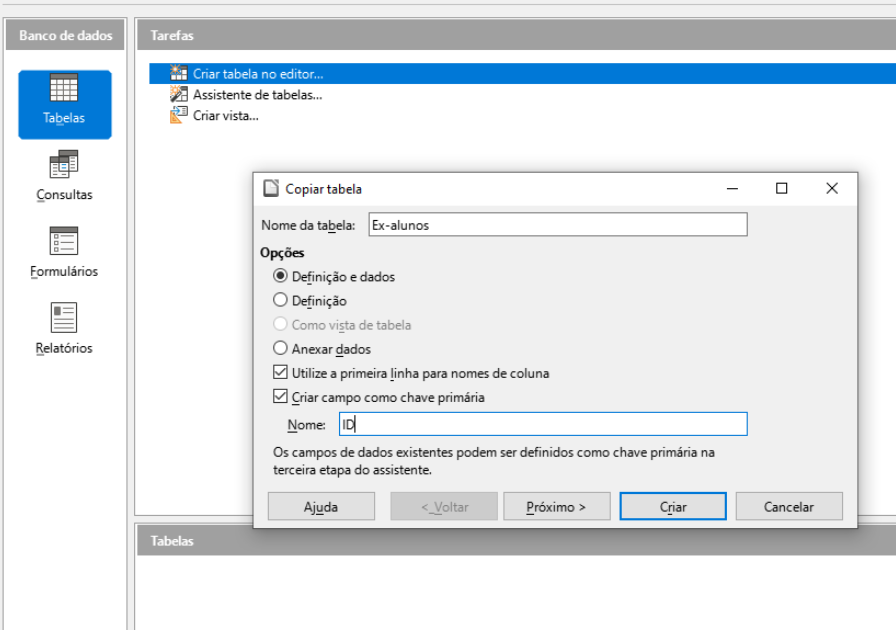 Banco de dados
Tarefas
Tabelas
Consultas
Formulários
Relatórios
Criar tabela no editor...
Assistente de tabelas...
Criar vista...
Copiar tabela
Nome da tabela: Ex-alunos
Opções
Definição e dados
Definição
Como vista de tabela
Anexar dados
Utilize a primeira linha para nomes de coluna
Criar campo como chave primária
Nome: ID
Os campos de dados existentes podem ser definidos como chave primária na
terceira etapa do assistente.
Ajuda
< Voltar
Próximo >
Criar
Cancelar
Tabelas